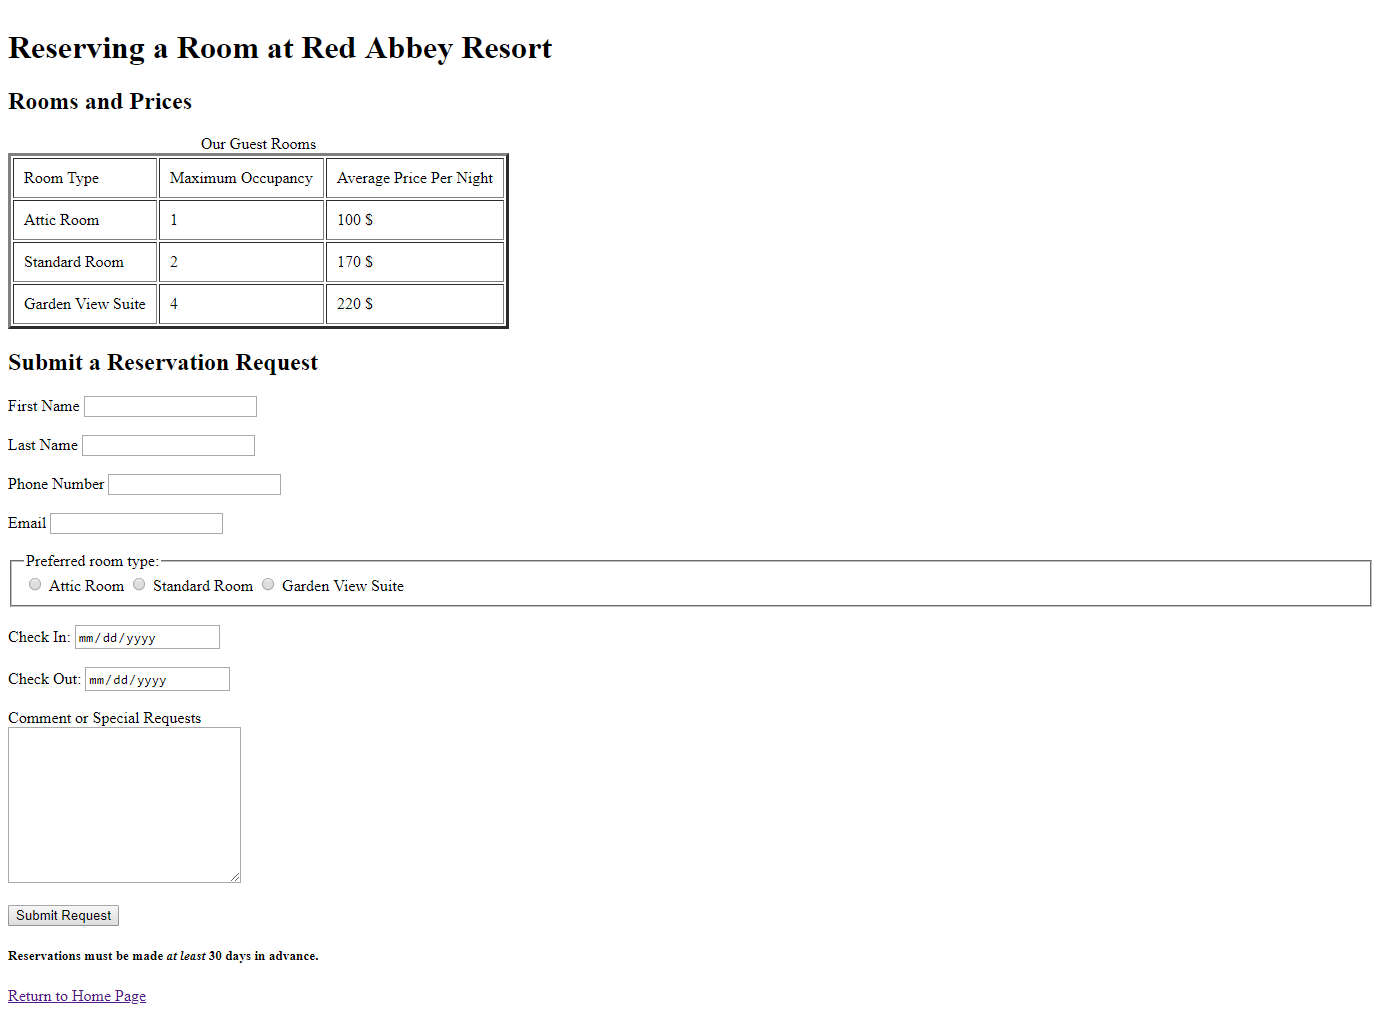 Reserving a Room at Red Abbey Resort
Rooms and Prices
Our Guest Rooms
Room Type Maximum Occupancy Average Price Per Night
Attic Room 1 100 $
Standard Room 2 170 $
Garden View Suite 4 220 $
Submit a Reservation Request
First Name
Last Name
Phone Number
Email
Preferred room type:
Attic Room Standard Room Garden View Suite
Check In: mm/dd/yyyy
Check Out: mm/dd/yyyy
Comment or Special Requests
Submit Request
Reservations must be made at least 30 days in advance.
Return to Home Page